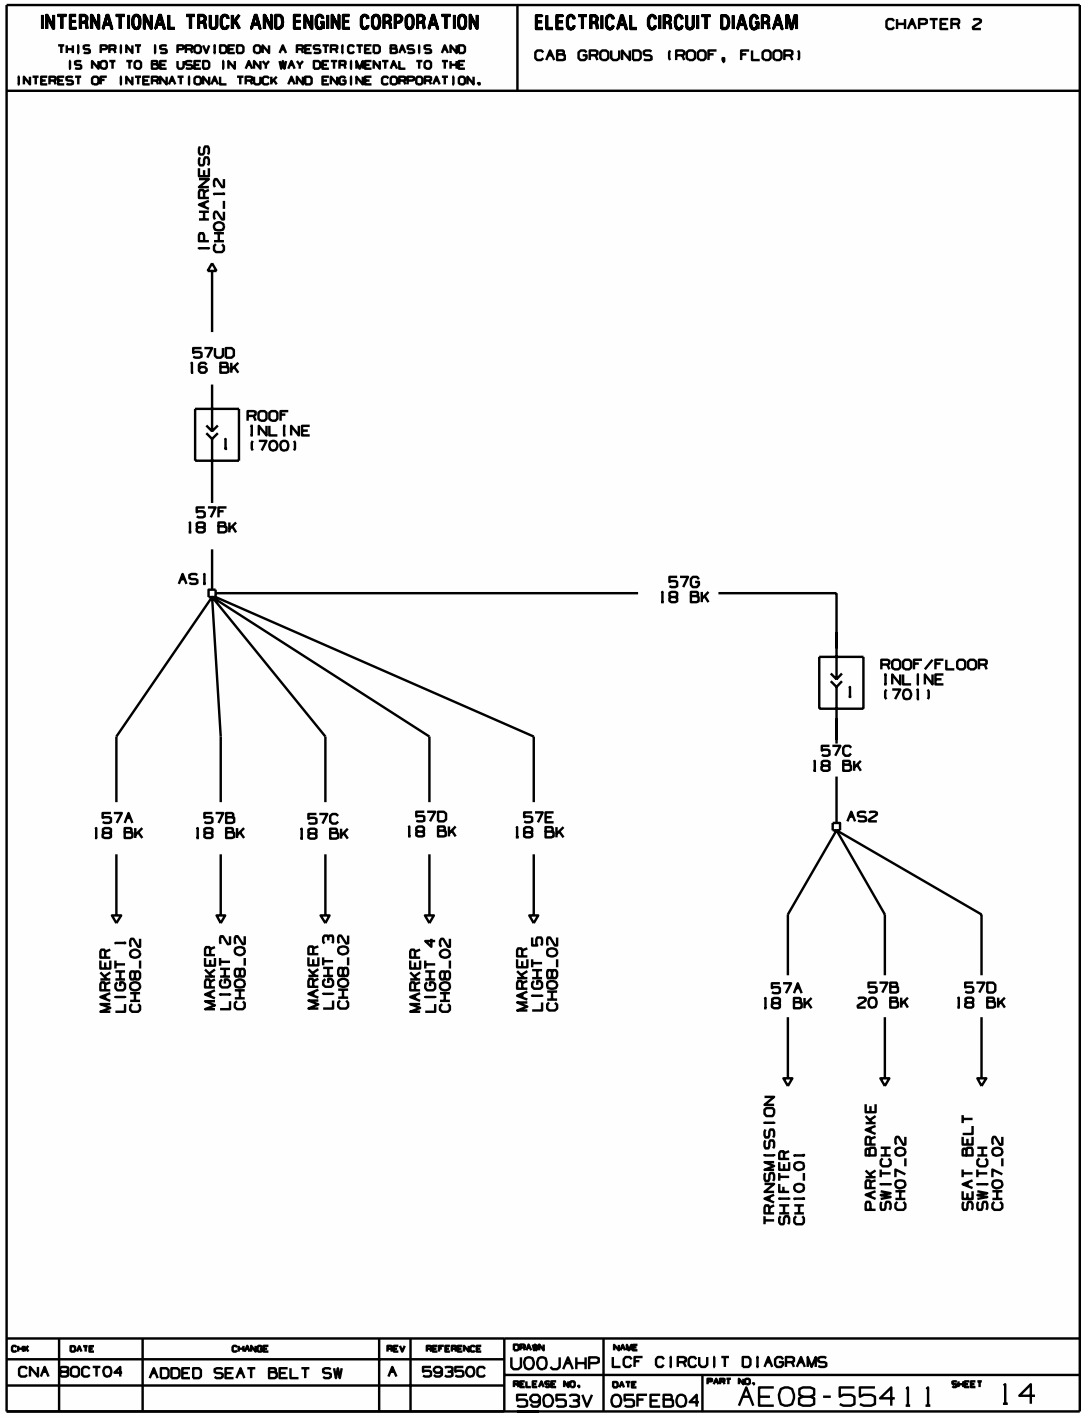 INTERNATIONAL TRUCK AND ENGINE CORPORATION
THIS PRINT IS PROVIDED ON A RESTRICTED BASIS AND
IS NOT TO BE USED IN ANY WAY DETRIMENTAL TO THE
INTEREST OF INTERNATIONAL TRUCK AND ENGINE CORPORATION.
ELECTRICAL CIRCUIT DIAGRAM
CHAPTER 2
CAB GROUNDS (ROOF, FLOOR)
IP HARNESS
CH02_12
57UD
16 BK
ROOF
INLINE
(700)
1
57F
18 BK
AS1
57G
18 BK
ROOF/FLOOR
INLINE
(701)
1
57C
18 BK
AS2
57A
18 BK
57B
18 BK
57C
18 BK
57D
18 BK
57E
18 BK
MARKER
LIGHT 1
CH08_02
MARKER
LIGHT 2
CH08_02
MARKER
LIGHT 3
CH08_02
MARKER
LIGHT 4
CH08_02
MARKER
LIGHT 5
CH08_02
57A
18 BK
57B
20 BK
57D
18 BK
TRANSMISSION
SHIFTER
CH10_01
PARK BRAKE
SWITCH
CH07_02
SEAT BELT
SWITCH
CH07_02
CHK DATE CHANGE REV REFERENCE
CNA 8OCT04 ADDED SEAT BELT SW A 59350C
DRAWN
U00JAHP
NAME
LCF CIRCUIT DIAGRAMS
RELEASE NO.
59053V
DATE
05FEB04
PART NO.
AE08-55411
SHEET
14